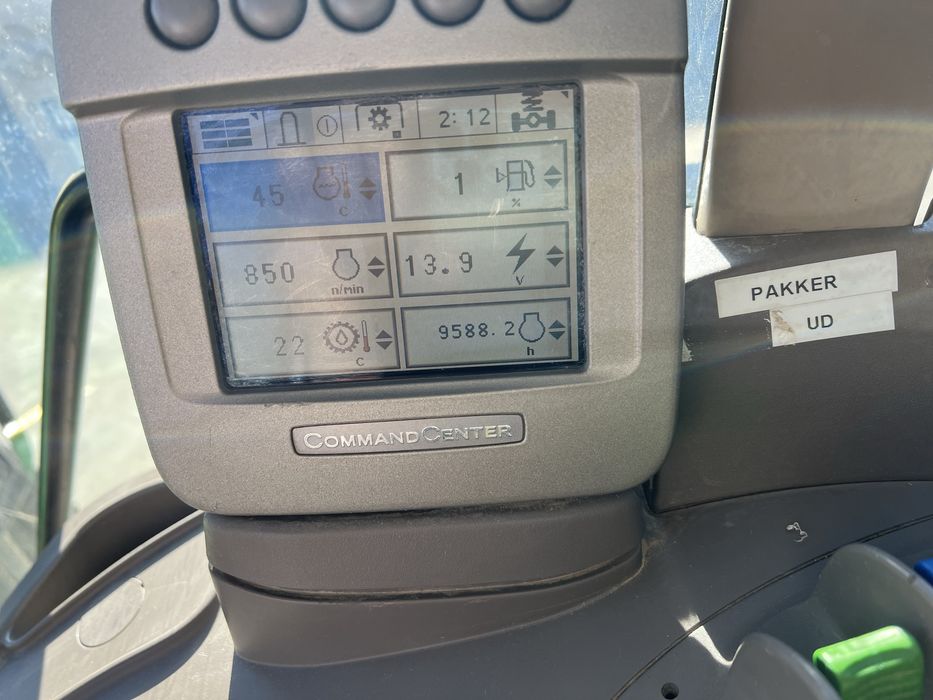 2:12
45
C
1
%
850
n/min
13.9
V
22
C
9588.2
h
COMMANDCENTER
PAKKER
UD